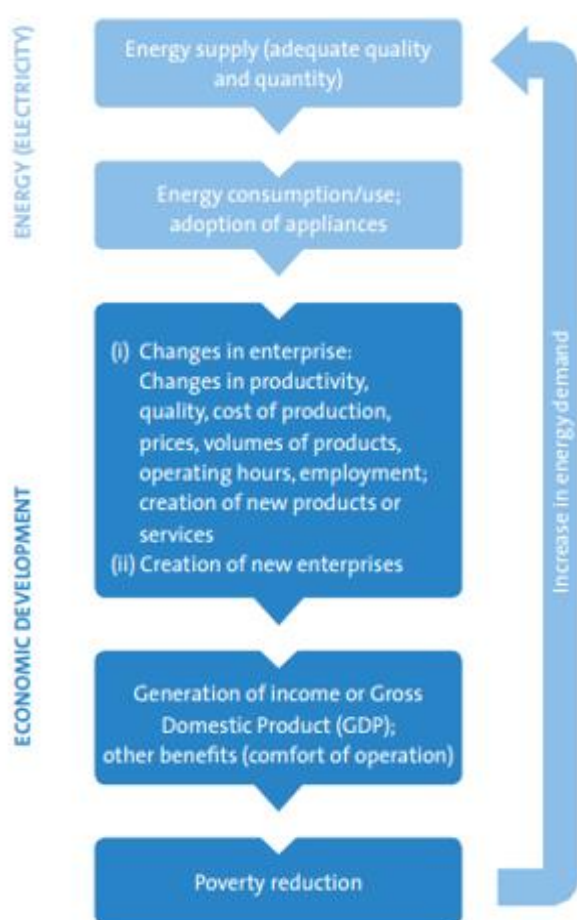 ENERGY (ELECTRICITY)
Energy supply (adequate quality
and quantity)
Energy consumption/use;
adoption of appliances
ECONOMIC DEVELOPMENT
(i) Changes in enterprise:
Changes in productivity,
quality, cost of production,
prices, volumes of products,
operating hours, employment;
creation of new products or
services
(ii) Creation of new enterprises
Generation of income or Gross
Domestic Product (GDP);
other benefits (comfort of operation)
Poverty reduction
Increase in energy demand